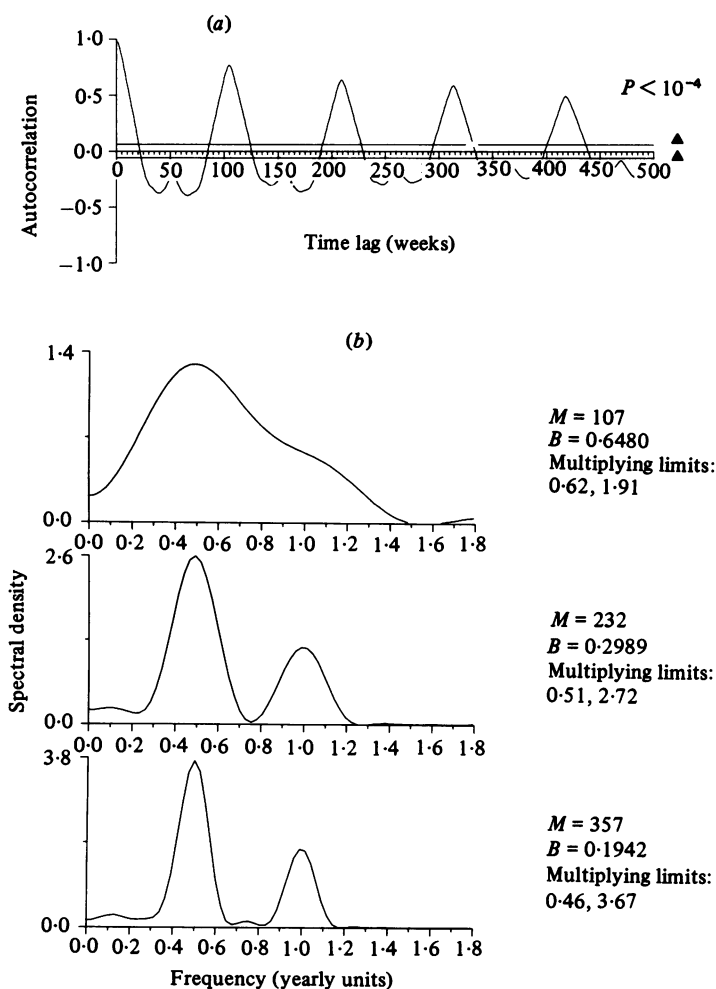 (a)
1·0
0·5
0·0
−0·5
−1·0
Autocorrelation
P < 10⁻⁴
0 50 100 150 200 250 300 350 400 450 500
Time lag (weeks)
(b)
Spectral density
1·4
0·0
0·0 0·2 0·4 0·6 0·8 1·0 1·2 1·4 1·6 1·8
M = 107
B = 0·6480
Multiplying limits:
0·62, 1·91
2·6
0·0
0·0 0·2 0·4 0·6 0·8 1·0 1·2 1·4 1·6 1·8
M = 232
B = 0·2989
Multiplying limits:
0·51, 2·72
3·8
0·0
0·0 0·2 0·4 0·6 0·8 1·0 1·2 1·4 1·6 1·8
M = 357
B = 0·1942
Multiplying limits:
0·46, 3·67
Frequency (yearly units)